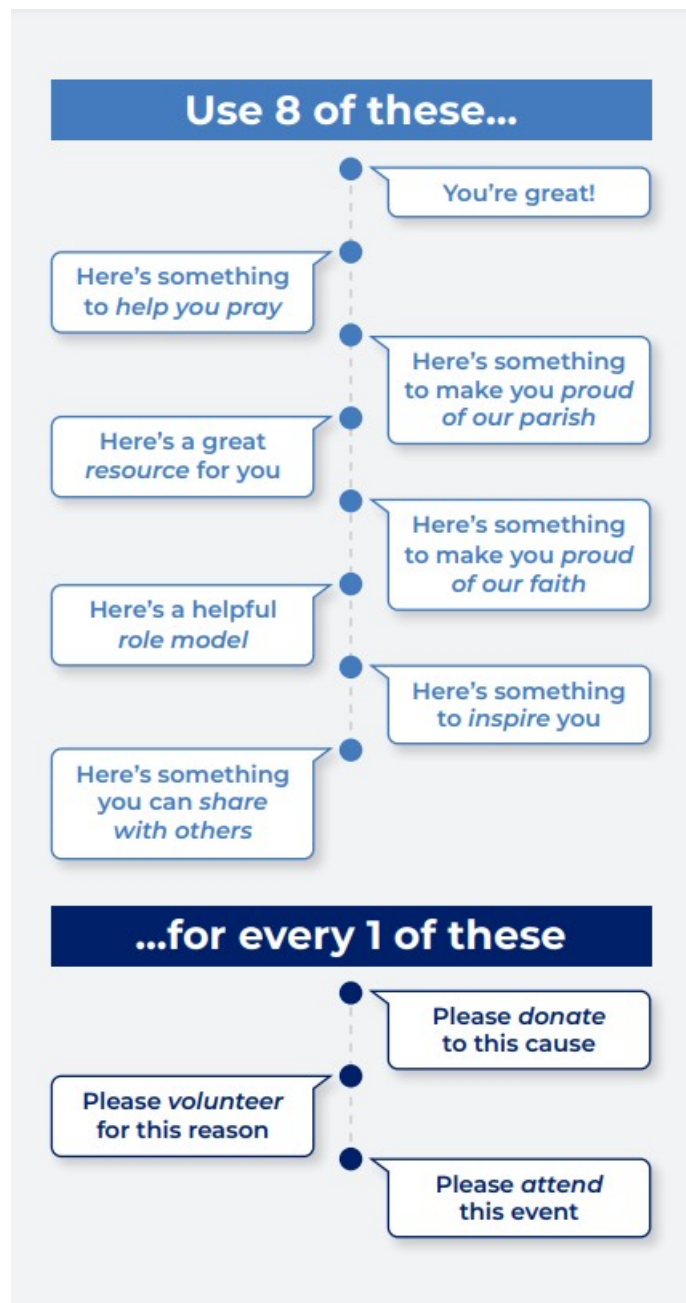 Use 8 of these...
You’re great!
Here’s something
to help you pray
Here’s something
to make you proud
of our parish
Here’s a great
resource for you
Here’s something
to make you proud
of our faith
Here’s a helpful
role model
Here’s something
to inspire you
Here’s something
you can share
with others
...for every 1 of these
Please donate
to this cause
Please volunteer
for this reason
Please attend
this event